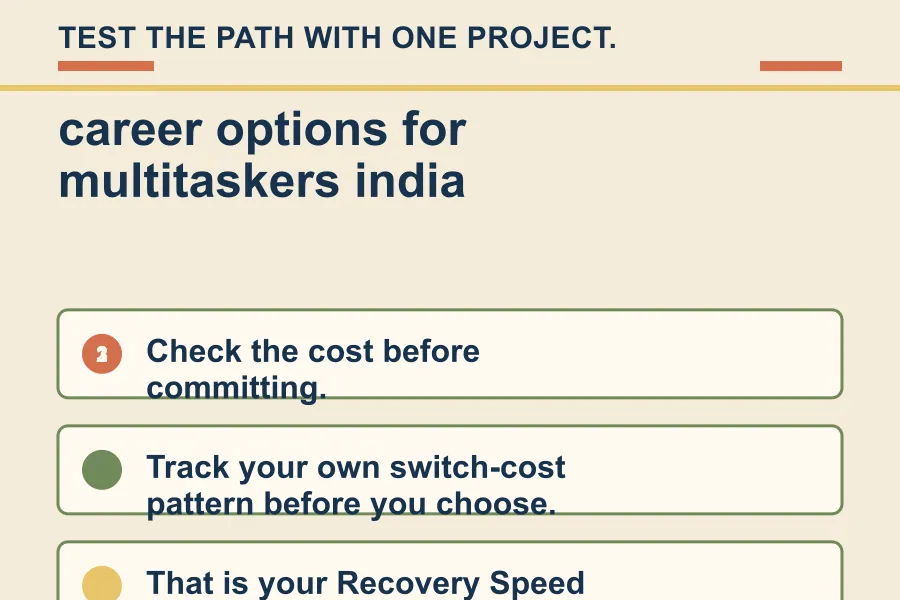 TEST THE PATH WITH ONE PROJECT.
career options for
multitaskers india
Check the cost before
committing.
Track your own switch-cost
pattern before you choose.
That is your Recovery Speed